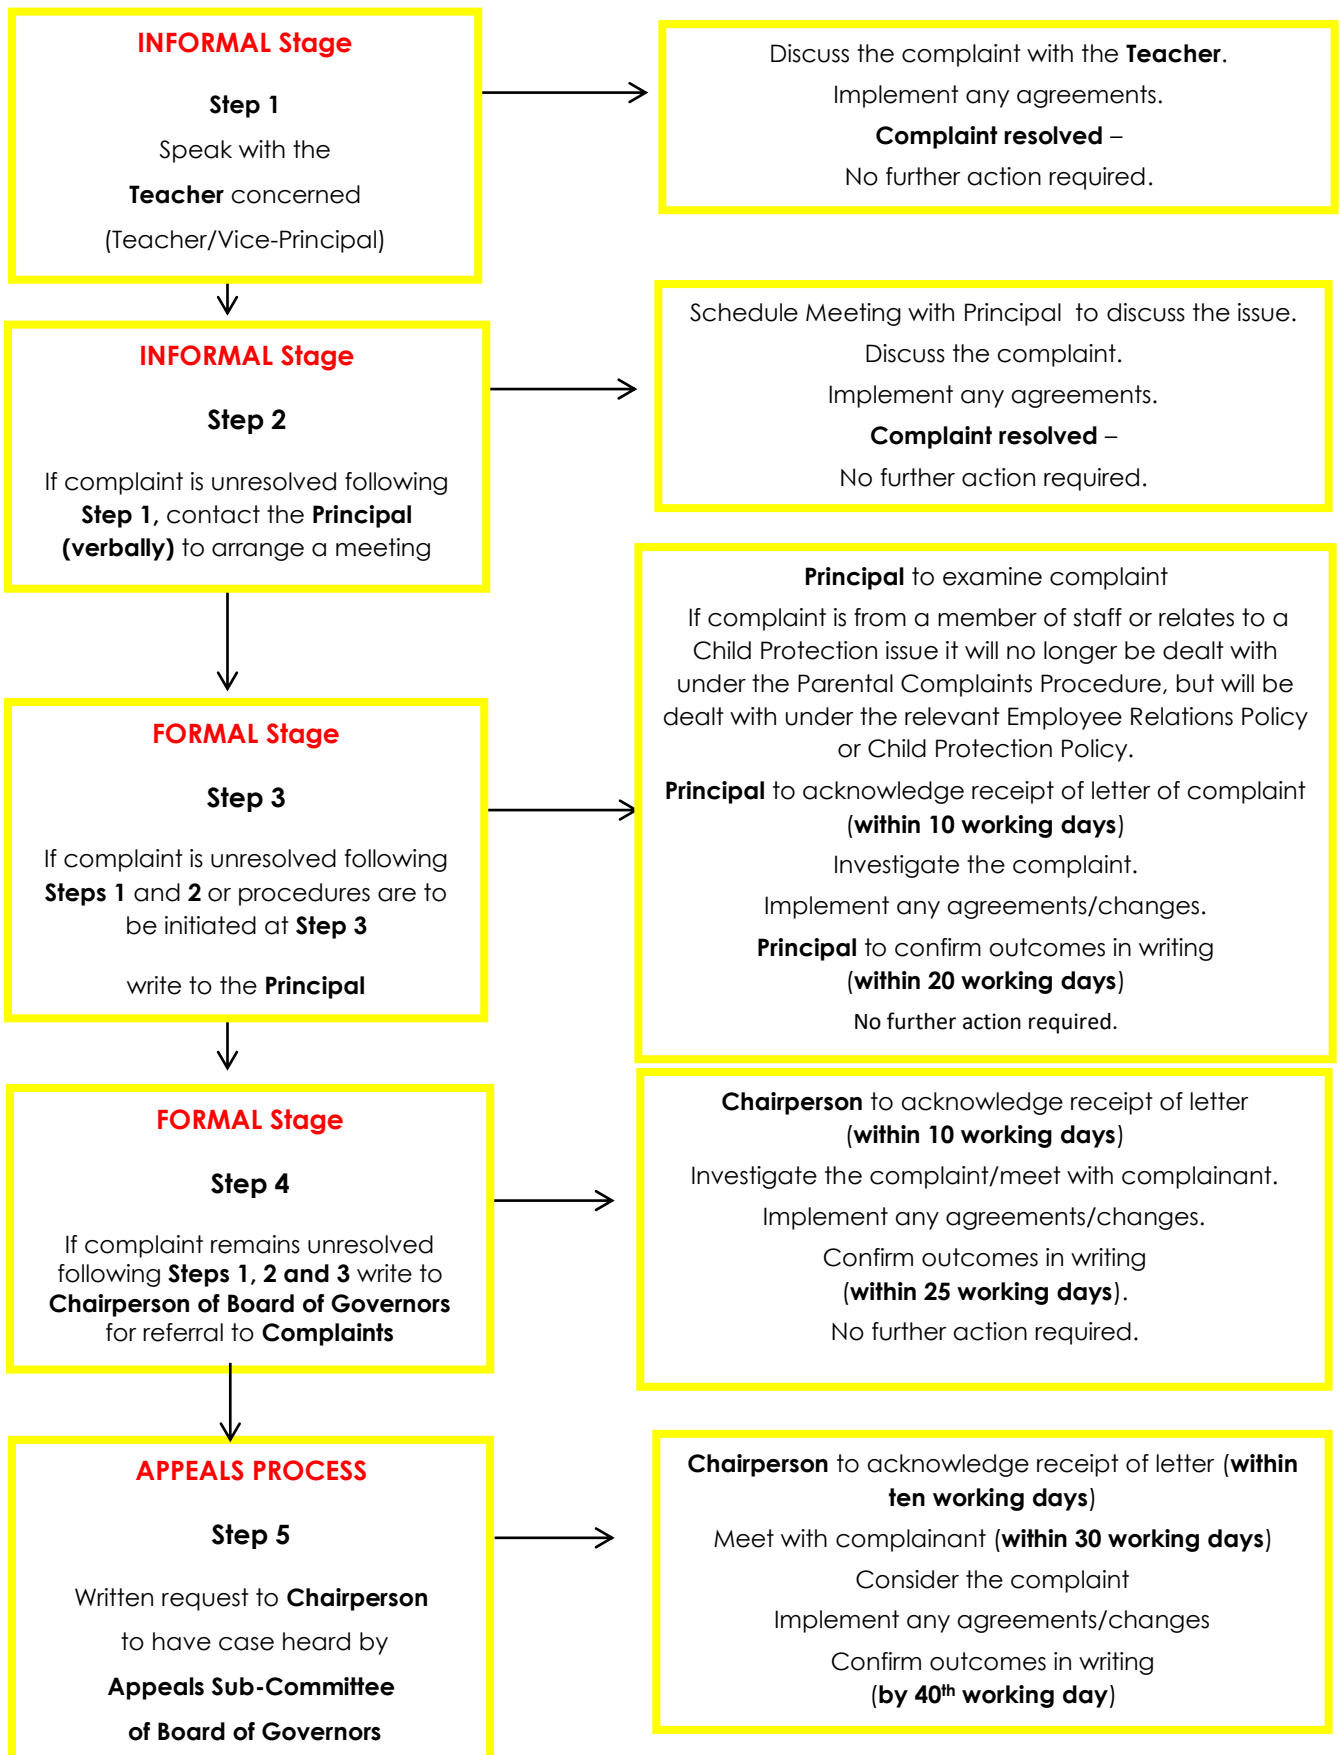 INFORMAL Stage
Step 1
Speak with the
Teacher concerned
(Teacher/Vice-Principal)
Discuss the complaint with the Teacher.
Implement any agreements.
Complaint resolved –
No further action required.
INFORMAL Stage
Step 2
If complaint is unresolved following
Step 1, contact the Principal
(verbally) to arrange a meeting
Schedule Meeting with Principal  to discuss the issue.
Discuss the complaint.
Implement any agreements.
Complaint resolved –
No further action required.
FORMAL Stage
Step 3
If complaint is unresolved following
Steps 1 and 2 or procedures are to
be initiated at Step 3
write to the Principal
Principal to examine complaint
If complaint is from a member of staff or relates to a
Child Protection issue it will no longer be dealt with
under the Parental Complaints Procedure, but will be
dealt with under the relevant Employee Relations Policy
or Child Protection Policy.
Principal to acknowledge receipt of letter of complaint
(within 10 working days)
Investigate the complaint.
Implement any agreements/changes.
Principal to confirm outcomes in writing
(within 20 working days)
No further action required.
FORMAL Stage
Step 4
If complaint remains unresolved
following Steps 1, 2 and 3 write to
Chairperson of Board of Governors
for referral to Complaints
Chairperson to acknowledge receipt of letter
(within 10 working days)
Investigate the complaint/meet with complainant.
Implement any agreements/changes.
Confirm outcomes in writing
(within 25 working days).
No further action required.
APPEALS PROCESS
Step 5
Written request to Chairperson
to have case heard by
Appeals Sub-Committee
of Board of Governors
Chairperson to acknowledge receipt of letter (within
ten working days)
Meet with complainant (within 30 working days)
Consider the complaint
Implement any agreements/changes
Confirm outcomes in writing
(by 40th working day)